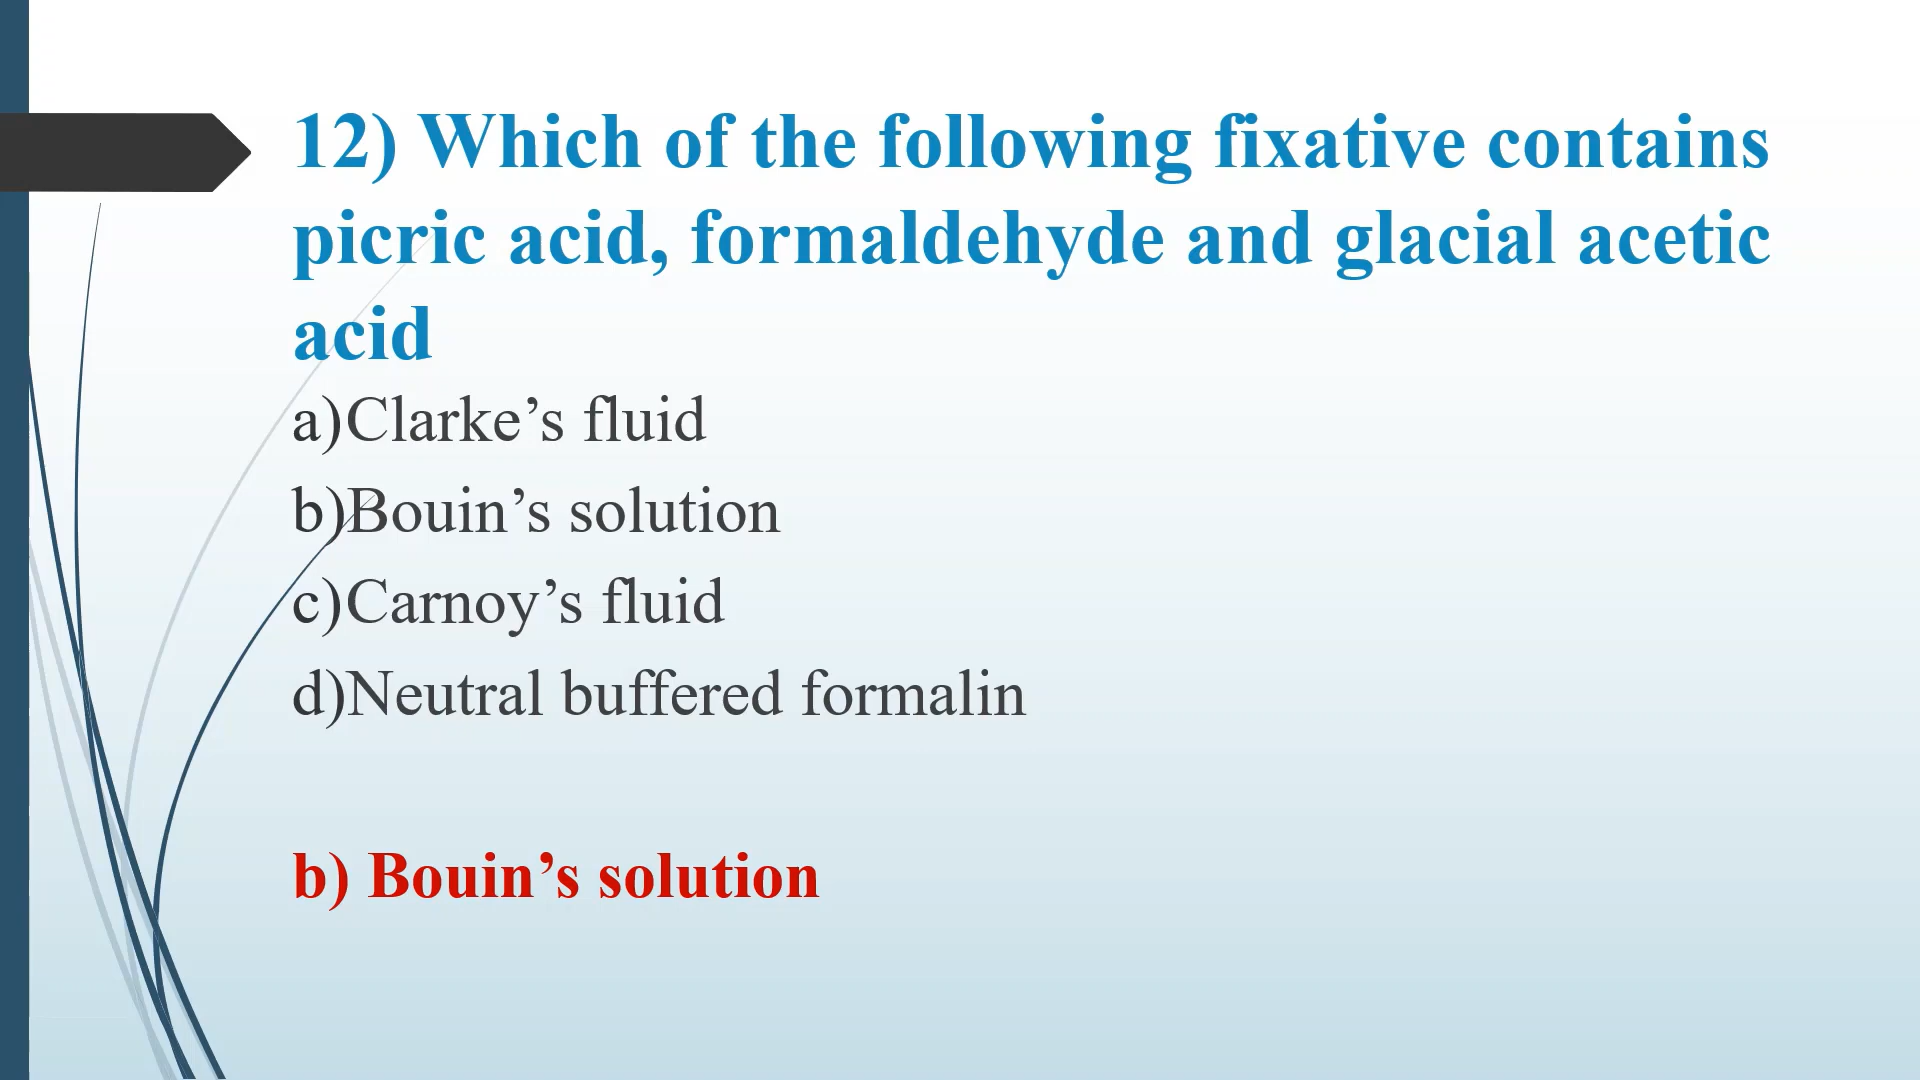 12) Which of the following fixative contains
picric acid, formaldehyde and glacial acetic
acid
a)Clarke’s fluid
b)Bouin’s solution
c)Carnoy’s fluid
d)Neutral buffered formalin
b) Bouin’s solution